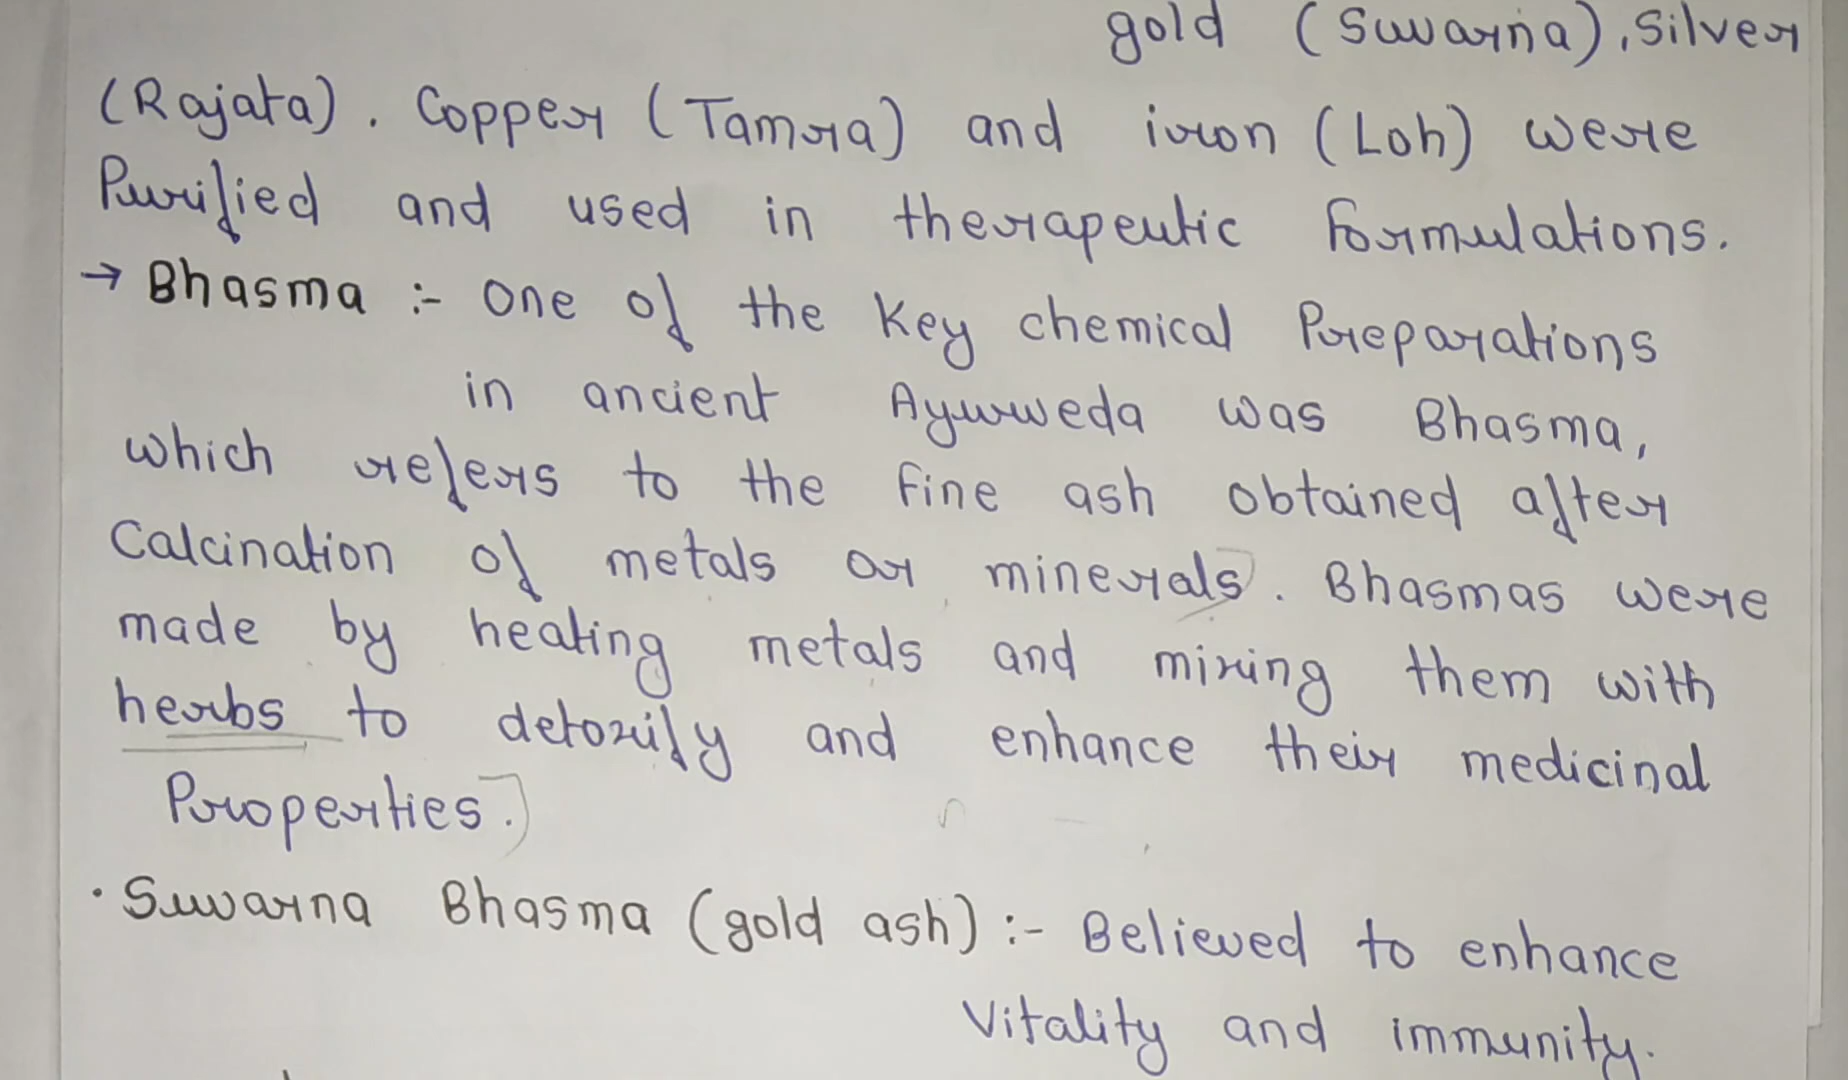 gold (Suwarna), Silver
(Rajata). Copper (Tamra) and iron (Loh) were
Purified and used in therapeutic formulations.
→ Bhasma :- One of the key chemical Preparations
in ancient Ayurveda was Bhasma,
which refers to the fine ash obtained after
Calcination of metals or minerals. Bhasmas were
made by heating metals and mixing them with
herbs to detoxify and enhance their medicinal
Properties.
• Suwarna Bhasma (gold ash) :- Believed to enhance
Vitality and immunity.